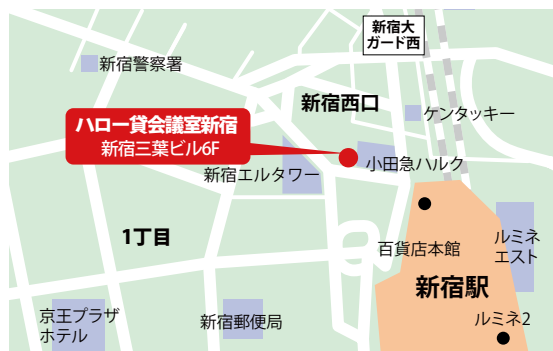 新宿大
ガード西
新宿警察署
新宿西口
ケンタッキー
ハロー貸会議室新宿
新宿三葉ビル6F
小田急ハルク
新宿エルタワー
1丁目
百貨店本館
ルミネ
エスト
新宿駅
京王プラザ
ホテル
新宿郵便局
ルミネ2